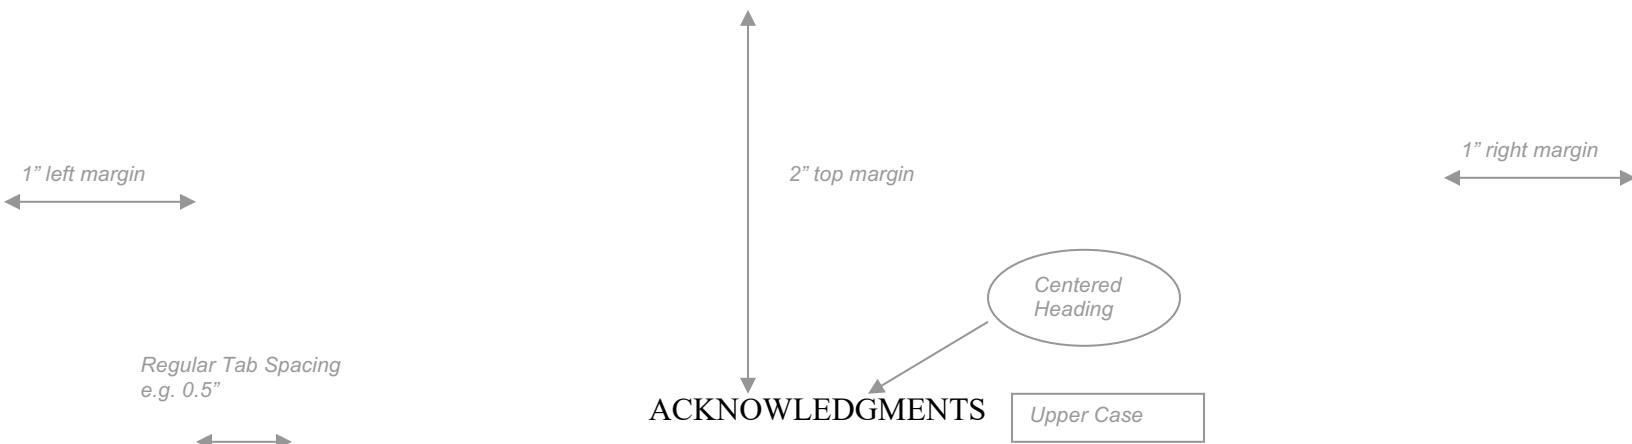 1” left margin
2” top margin
1” right margin
Centered
Heading
Regular Tab Spacing
e.g. 0.5”
ACKNOWLEDGMENTS
Upper Case